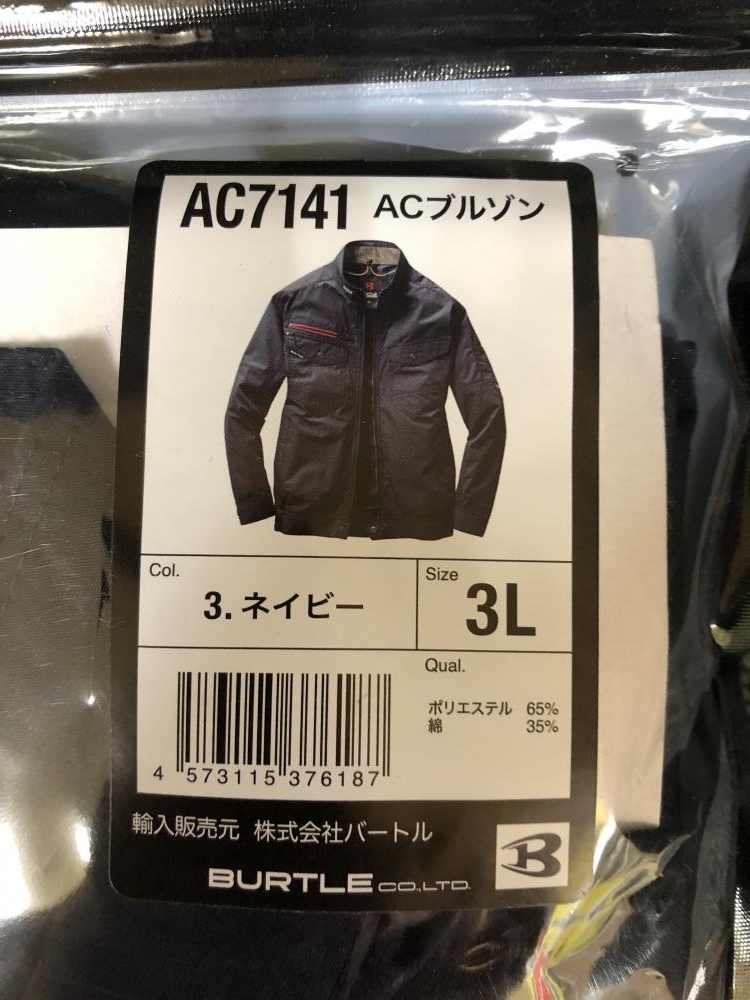 AC7141 ACブルゾン
Col.
3.ネイビー
Size
3L
Qual.
ポリエステル 65%
綿 35%
4 573115 376187
輸入販売元 株式会社バートル
BURTLE CO.,LTD.
B